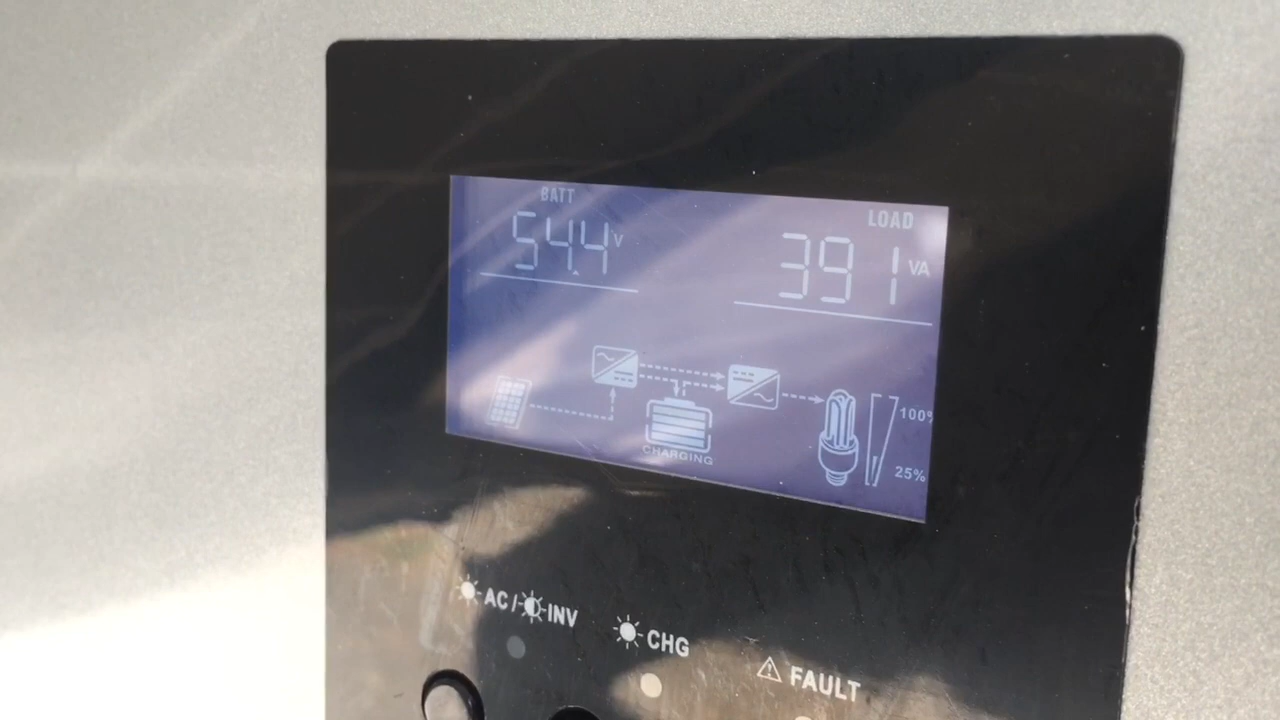 BATT
54.4V
LOAD
391VA
CHARGING
100%
25%
AC/INV
CHG
FAULT